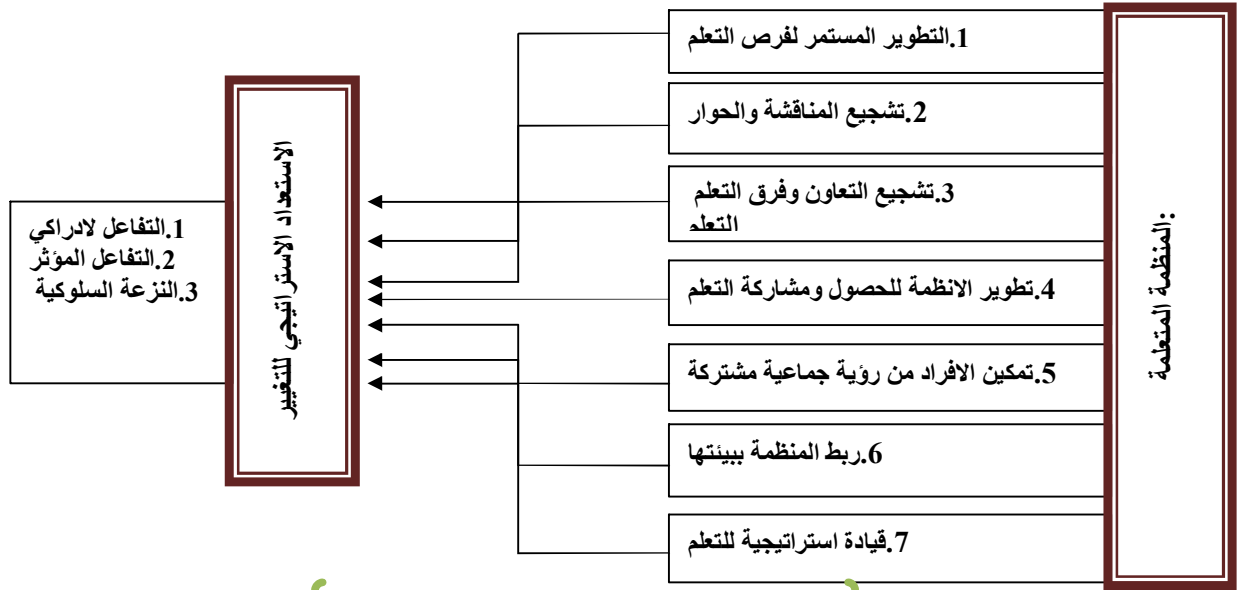 المنظمة المتعلمة:
1.التطوير المستمر لفرص التعلم
2.تشجيع المناقشة والحوار
3.تشجيع التعاون وفرق التعلم
التعلم
4.تطوير الانظمة للحصول ومشاركة التعلم
5.تمكين الافراد من رؤية جماعية مشتركة
6.ربط المنظمة ببيئتها
7.قيادة استراتيجية للتعلم
الاستعداد الاستراتيجي للتغيير
1.التفاعل لادراكي
2.التفاعل المؤثر
3.النزعة السلوكية